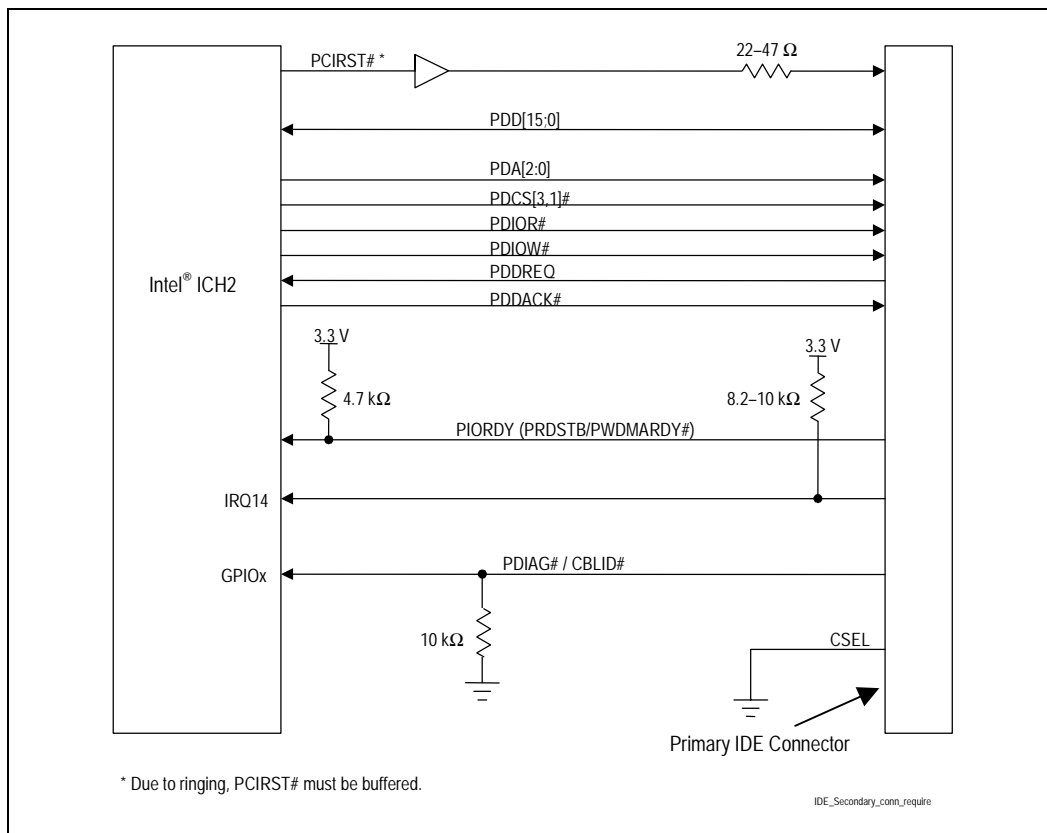 22–47 Ω
PCIRST# *
PDD[15;0]
PDA[2:0]
PDCS[3,1]#
PDIOR#
PDIOW#
PDDREQ
Intel® ICH2
PDDACK#
3.3 V
3.3 V
4.7 kΩ
8.2–10 kΩ
PIORDY (PRDSTB/PWDMARDY#)
IRQ14
PDIAG# / CBLID#
GPIOx
10 kΩ
CSEL
Primary IDE Connector
* Due to ringing, PCIRST# must be buffered.
IDE_Secondary_conn_require